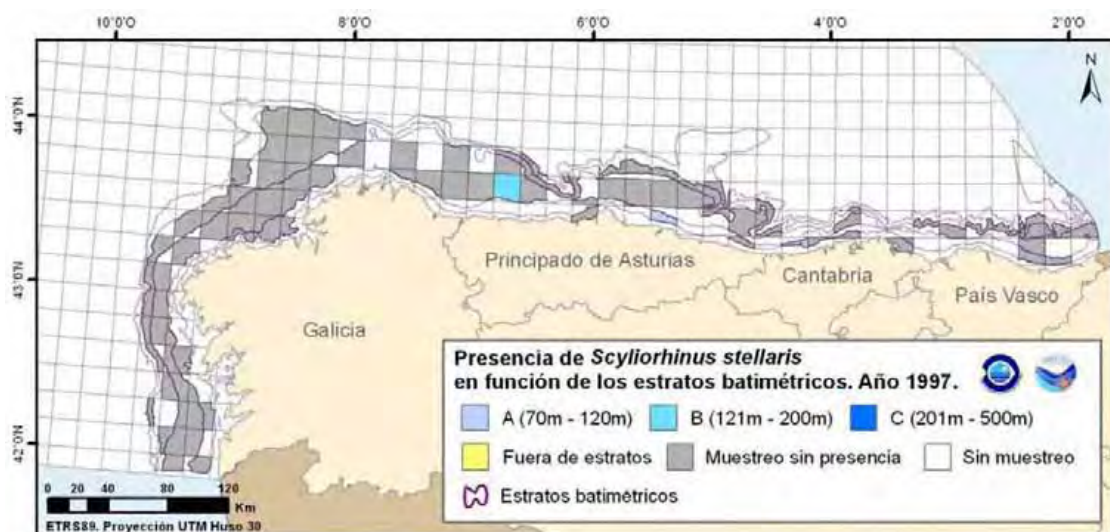 10°0'O 8°0'O 6°0'O 4°0'O 2°0'O
N
44°0'N
43°0'N
42°0'N
Principado de Asturias
Cantabria
País Vasco
Galicia
Presencia de Scyliorhinus stellaris
en función de los estratos batimétricos. Año 1997.
A (70m - 120m) B (121m - 200m) C (201m - 500m)
Fuera de estratos Muestreo sin presencia Sin muestreo
Estratos batimétricos
0 20 40 80 120
Km
ETRS89. Proyección UTM Huso 30